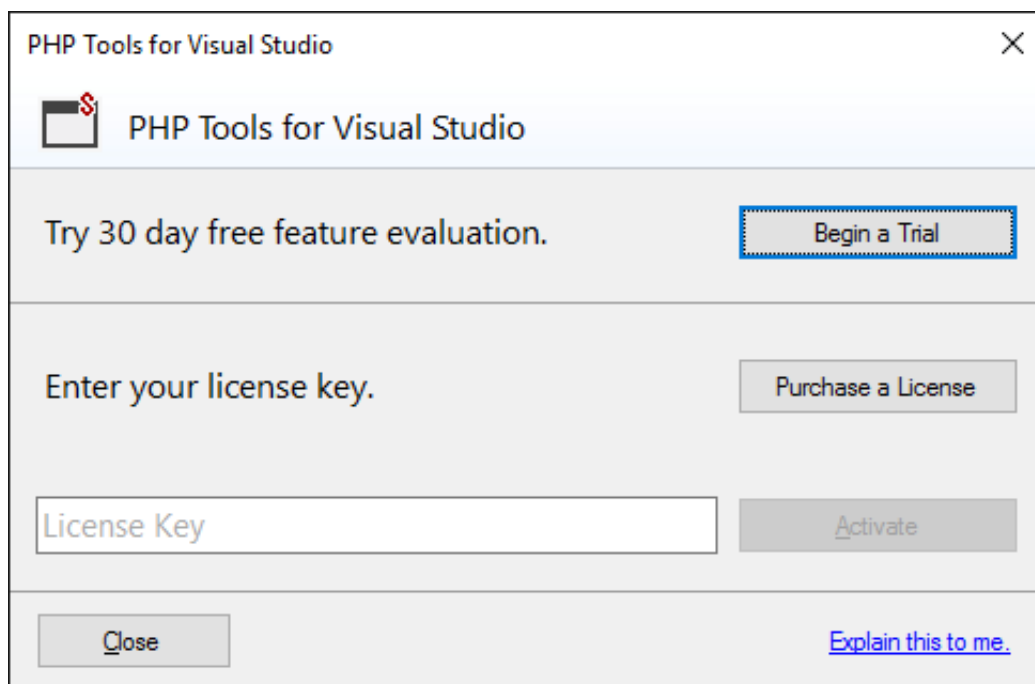 PHP Tools for Visual Studio
PHP Tools for Visual Studio
Try 30 day free feature evaluation.
Begin a Trial
Enter your license key.
Purchase a License
License Key
Activate
Close
Explain this to me.